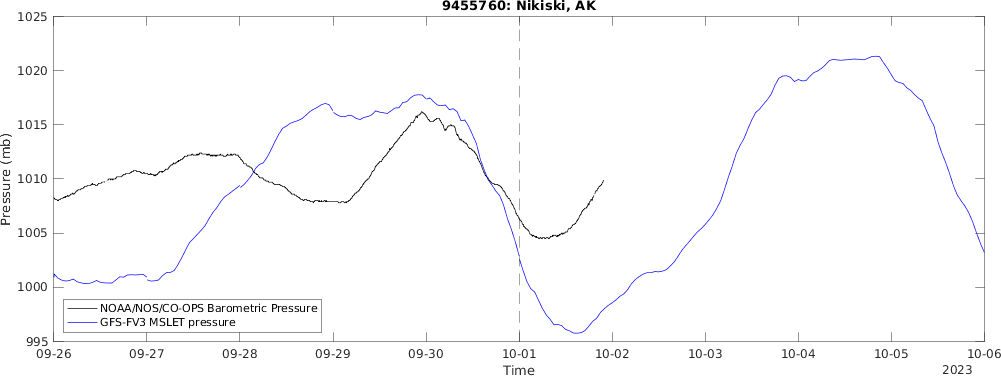 9455760: Nikiski, AK
1025
1020
1015
1010
1005
1000
995
Pressure (mb)
NOAA/NOS/CO-OPS Barometric Pressure
GFS-FV3 MSLET pressure
09-26 09-27 09-28 09-29 09-30 10-01 10-02 10-03 10-04 10-05 10-06
Time
2023